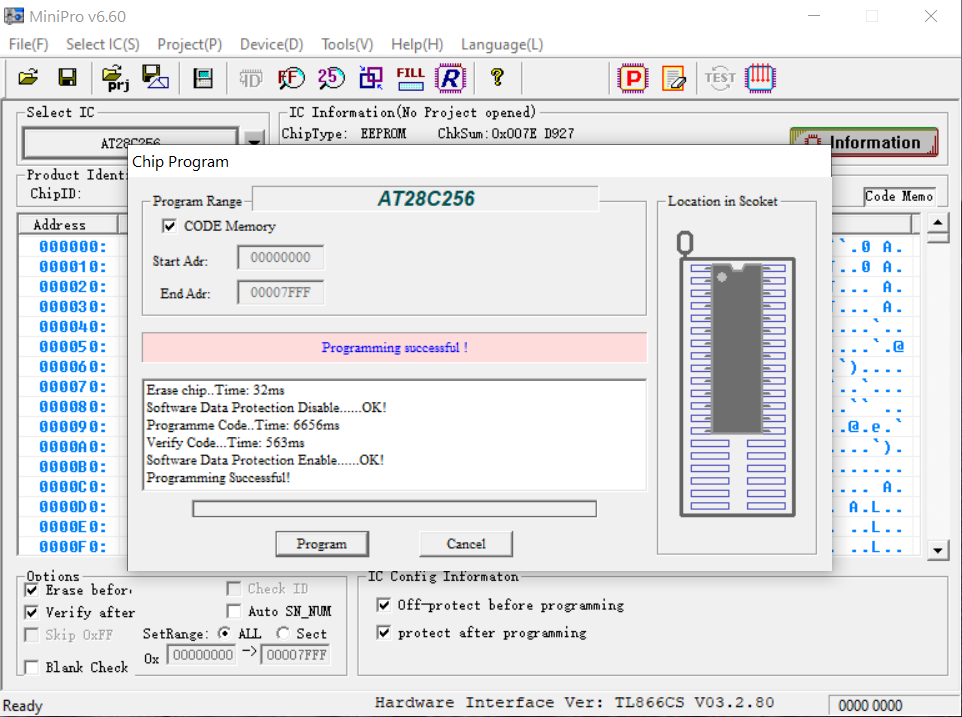 MiniPro v6.60
File(F) Select IC(S) Project(P) Device(D) Tools(V) Help(H) Language(L)
prj FF 25 FILL R ? P TEST
Select IC
AT28C256
IC Information(No Project opened)
ChipType: EEPROM ChkSum:0x007E D927
Information
Product Identi
ChipID:
Code Memo
Chip Program
Program Range
AT28C256
CODE Memory
Start Adr: 00000000
End Adr: 00007FFF
Programming successful !
Erase chip..Time: 32ms
Software Data Protection Disable......OK!
Programme Code..Time: 6656ms
Verify Code...Time: 563ms
Software Data Protection Enable......OK!
Programming Successful!
Program Cancel
Location in Scoket
Address
000000: ``.0 A.
000010: ..0 A.
000020: ... A.
000030: ... A.
000040:
000050: ....`.@
000060: `)....
000070:
000080:
000090: .@.e.`
0000A0: ....`).
0000B0: .......
0000C0: .... A.
0000D0: A.L..
0000E0: ..L..
0000F0: ..L..
Options
Erase befor
Check ID
Verify after
Auto SN_NUM
Skip 0xFF
SetRange: ALL Sect
Blank Check
0x 00000000 -> 00007FFF
IC Config Informaton
Off-protect before programming
protect after programming
Ready
Hardware Interface Ver: TL866CS V03.2.80
0000 0000